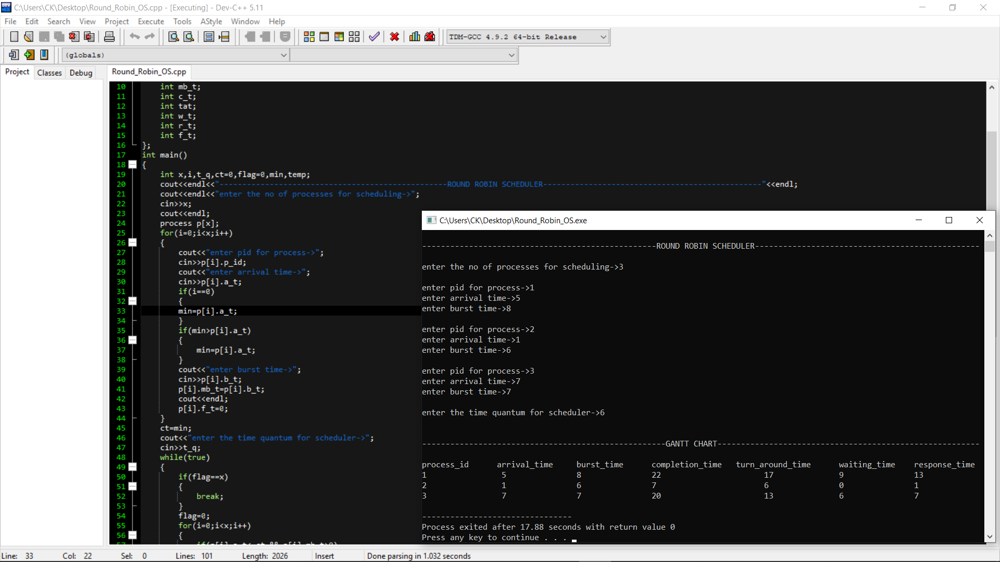 C:\Users\CK\Desktop\Round_Robin_OS.cpp - [Executing] - Dev-C++ 5.11
File Edit Search View Project Execute Tools AStyle Window Help
TDM-GCC 4.9.2 64-bit Release
(globals)
Project Classes Debug
Round_Robin_OS.cpp
10 int mb_t;
11 int c_t;
12 int tat;
13 int w_t;
14 int r_t;
15 int f_t;
16 };
17 int main()
18 {
19 int x,i,t_q,ct=0,flag=0,min,temp;
20 cout<<endl<<"--------------------------------------------------ROUND ROBIN SCHEDULER------------------------------------------------"<<endl;
21 cout<<endl<<"enter the no of processes for scheduling->";
22 cin>>x;
23 cout<<endl;
24 process p[x];
25 for(i=0;i<x;i++)
26 {
27 cout<<"enter pid for process->";
28 cin>>p[i].p_id;
29 cout<<"enter arrival time->";
30 cin>>p[i].a_t;
31 if(i==0)
32 {
33 min=p[i].a_t;
34 }
35 if(min>p[i].a_t)
36 {
37 min=p[i].a_t;
38 }
39 cout<<"enter burst time->";
40 cin>>p[i].b_t;
41 p[i].mb_t=p[i].b_t;
42 cout<<endl;
43 p[i].f_t=0;
44 }
45 ct=min;
46 cout<<"enter the time quantum for scheduler->";
47 cin>>t_q;
48 while(true)
49 {
50 if(flag==x)
51 {
52 break;
53 }
54 flag=0;
55 for(i=0;i<x;i++)
56 {
C:\Users\CK\Desktop\Round_Robin_OS.exe
--------------------------------------------------ROUND ROBIN SCHEDULER------------------------------------------------
enter the no of processes for scheduling->3
enter pid for process->1
enter arrival time->5
enter burst time->8
enter pid for process->2
enter arrival time->1
enter burst time->6
enter pid for process->3
enter arrival time->7
enter burst time->7
enter the time quantum for scheduler->6
----------------------------------------------------GANTT CHART--------------------------------------------------------
process_id arrival_time burst_time completion_time turn_around_time waiting_time response_time
1 5 8 22 17 9 13
2 1 6 7 6 0 1
3 7 7 20 13 6 7
--------------------------------
Process exited after 17.88 seconds with return value 0
Press any key to continue . . .
Line: 33 Col: 22 Sel: 0 Lines: 101 Length: 2026 Insert Done parsing in 1.032 seconds